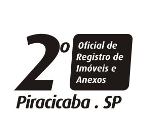 2º
Oficial de
Registro de
Imóveis e
Anexos
Piracicaba . SP